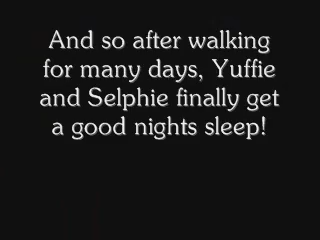 And so after walking
for many days, Yuffie
and Selphie finally get
a good nights sleep!